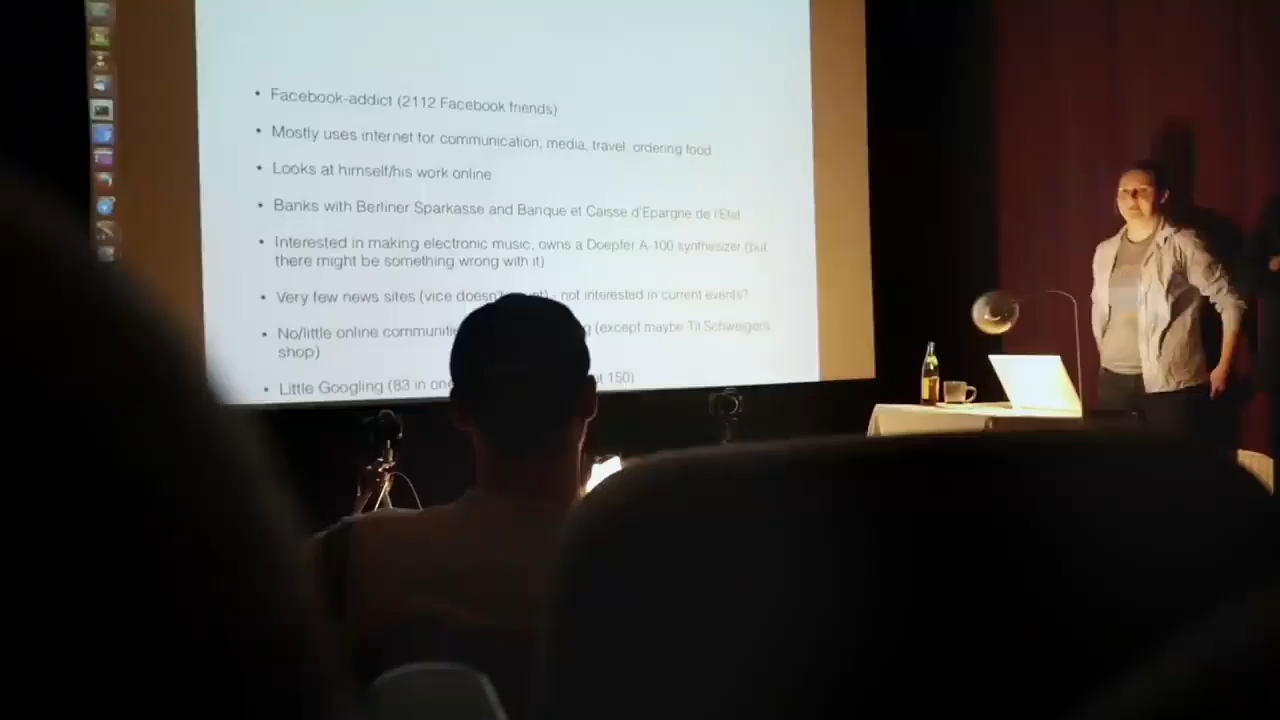 • Facebook-addict (2112 Facebook friends)
• Mostly uses internet for communication, media, travel, ordering food
• Looks at himself/his work online
• Banks with Berliner Sparkasse and Banque et Caisse d'Epargne de l'Etat
• Interested in making electronic music, owns a Doepfer A-100 synthesizer (but
there might be something wrong with it)
• Very few news sites (vice doesn't - not interested in current events?
• No/little online (except maybe Til Schweiger's
shop)
• Little Googling (83 in one 150)